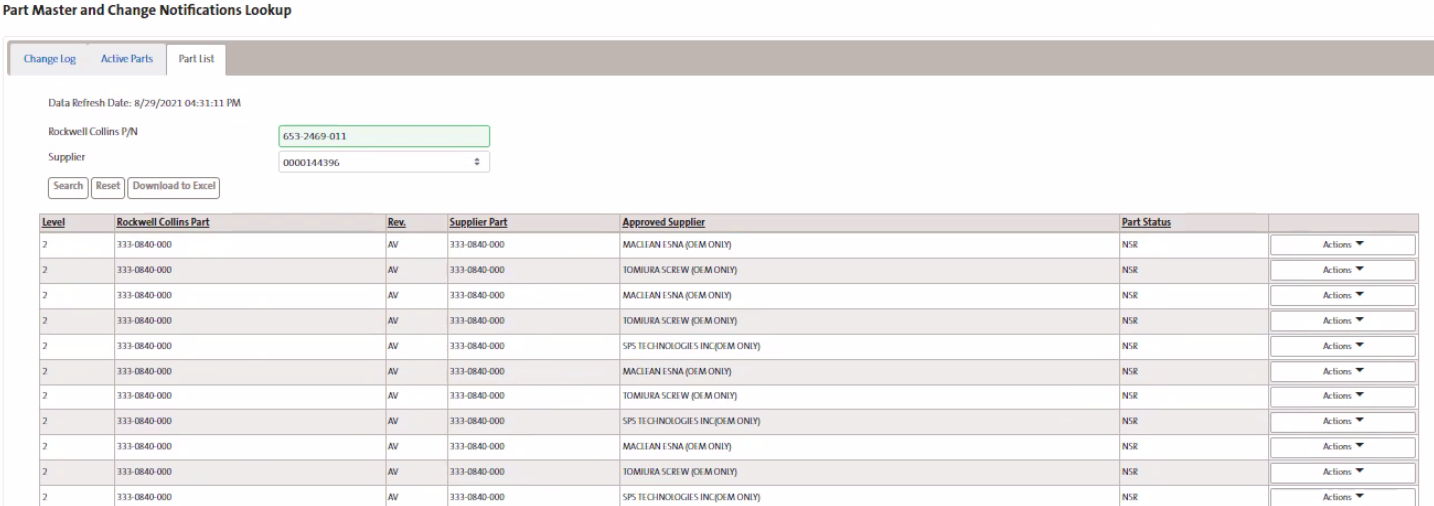 Part Master and Change Notifications Lookup
Change Log Active Parts Part List
Data Refresh Date: 8/29/2021 04:31:11 PM
Rockwell Collins P/N 653-2469-011
Supplier 0000144396
Search Reset Download to Excel
Level Rockwell Collins Part Rev. Supplier Part Approved Supplier Part Status
2 333-0840-000 AV 333-0840-000 MACLEAN ESNA (OEM ONLY) NSR Actions
2 333-0840-000 AV 333-0840-000 TOMIURA SCREW (OEM ONLY) NSR Actions
2 333-0840-000 AV 333-0840-000 MACLEAN ESNA (OEM ONLY) NSR Actions
2 333-0840-000 AV 333-0840-000 TOMIURA SCREW (OEM ONLY) NSR Actions
2 333-0840-000 AV 333-0840-000 SPS TECHNOLOGIES INC(OEM ONLY) NSR Actions
2 333-0840-000 AV 333-0840-000 MACLEAN ESNA (OEM ONLY) NSR Actions
2 333-0840-000 AV 333-0840-000 TOMIURA SCREW (OEM ONLY) NSR Actions
2 333-0840-000 AV 333-0840-000 SPS TECHNOLOGIES INC(OEM ONLY) NSR Actions
2 333-0840-000 AV 333-0840-000 MACLEAN ESNA (OEM ONLY) NSR Actions
2 333-0840-000 AV 333-0840-000 TOMIURA SCREW (OEM ONLY) NSR Actions
2 333-0840-000 AV 333-0840-000 SPS TECHNOLOGIES INC(OEM ONLY) NSR Actions